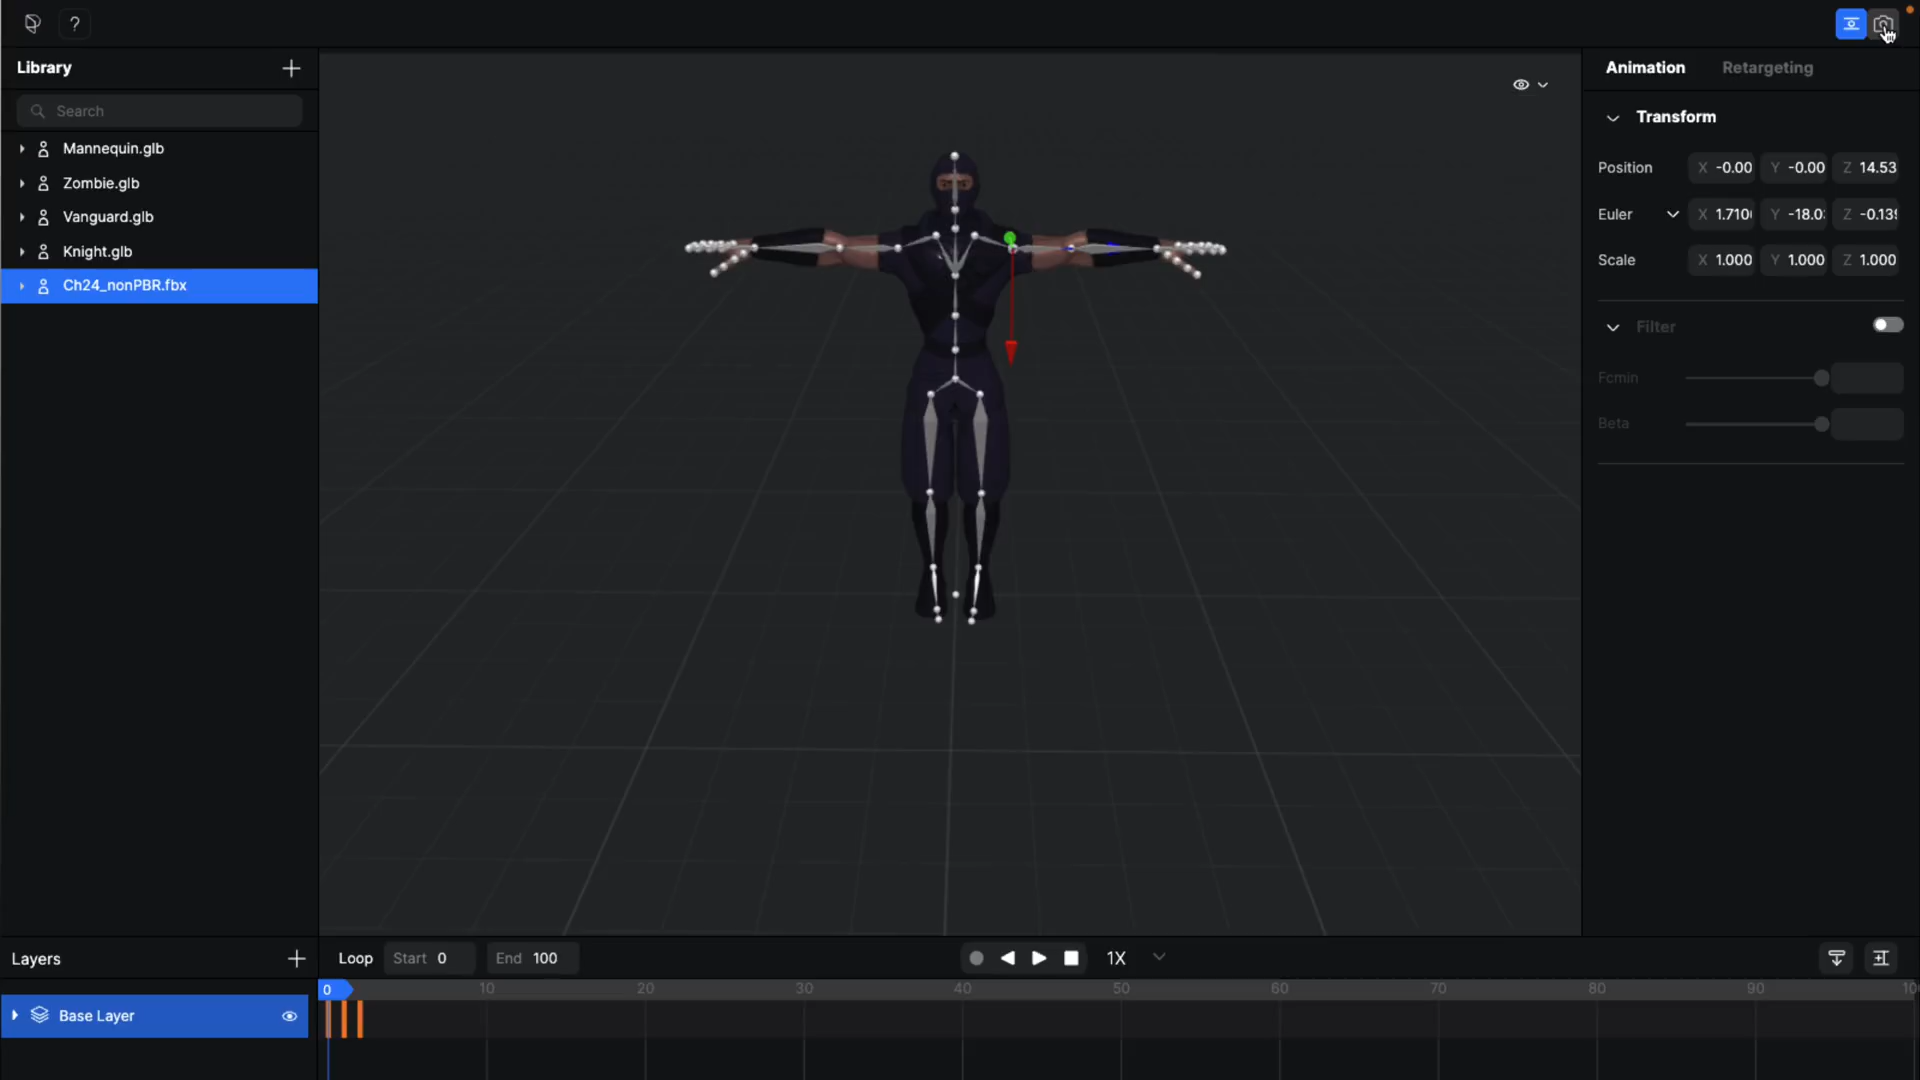 ?
Library
Search
Mannequin.glb
Zombie.glb
Vanguard.glb
Knight.glb
Ch24_nonPBR.fbx
Animation Retargeting
Transform
Position X -0.00 Y -0.00 Z 14.53
Euler X 1.710 Y -18.0 Z -0.139
Scale X 1.000 Y 1.000 Z 1.000
Filter
Fcmin
Beta
Layers
Loop Start 0 End 100 1X
0 10 20 30 40 50 60 70 80 90 10
Base Layer